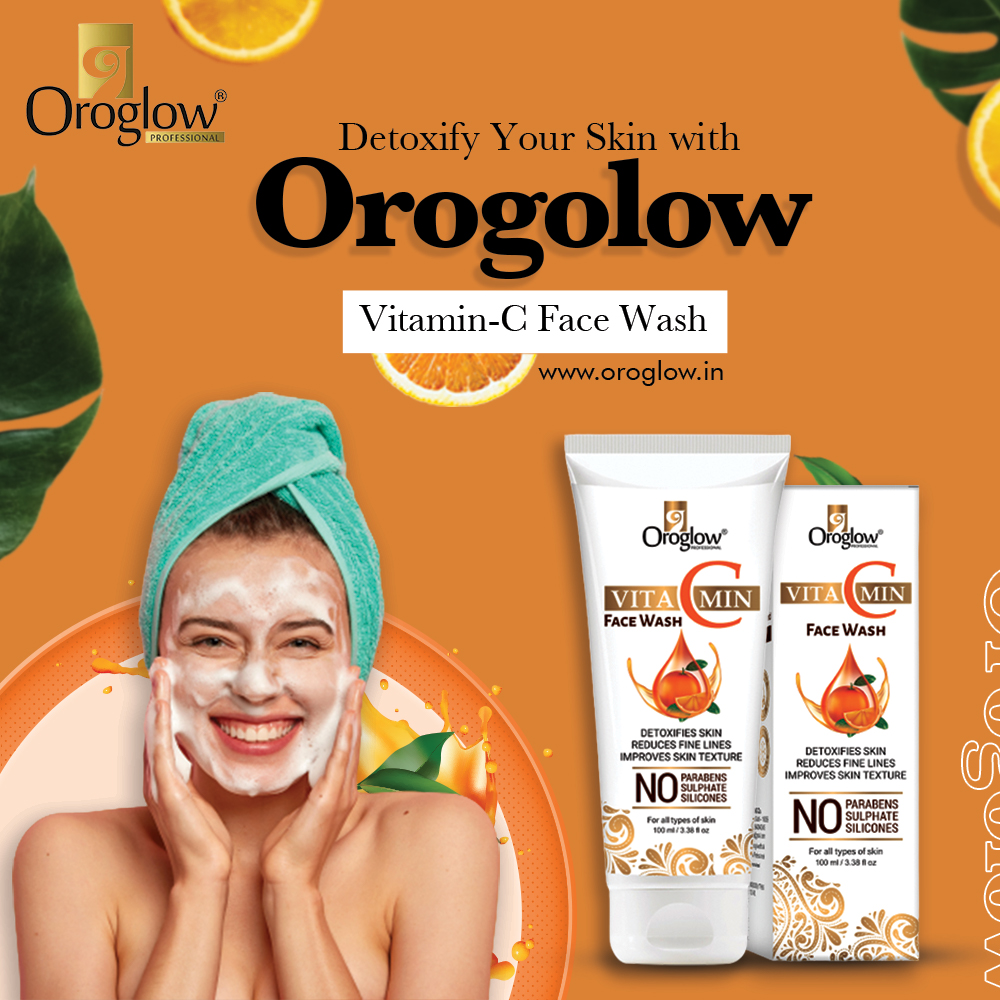 Oroglow®
PROFESSIONAL
Detoxify Your Skin with
Orogolow
Vitamin-C Face Wash
www.oroglow.in
Oroglow®
PROFESSIONAL
VITA C MIN
FACE WASH
DETOXIFIES SKIN
REDUCES FINE LINES
IMPROVES SKIN TEXTURE
NO PARABENS
SULPHATE
SILICONES
For all types of skin
100 ml / 3.38 fl oz
Oroglow®
PROFESSIONAL
VITA C MIN
FACE WASH
DETOXIFIES SKIN
REDUCES FINE LINES
IMPROVES SKIN TEXTURE
NO PARABENS
SULPHATE
SILICONES
For all types of skin
100 ml / 3.38 fl oz